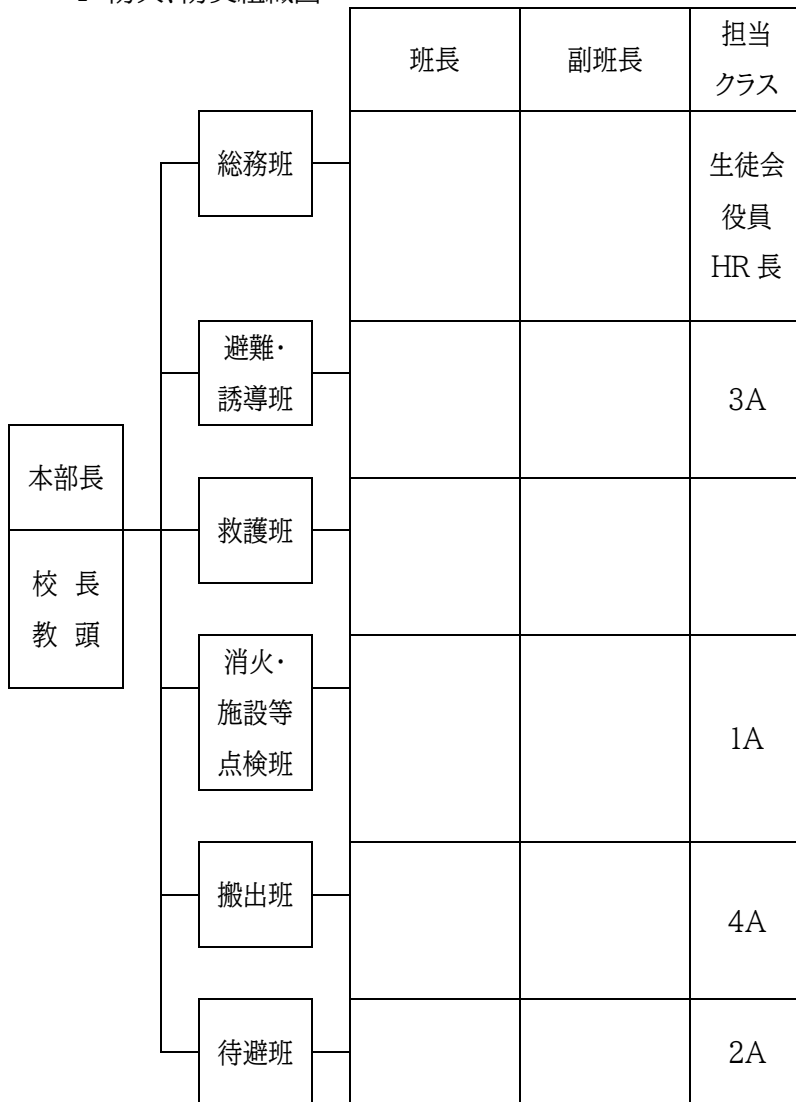 班長
副班長
担当
クラス
総務班
生徒会
役員
HR 長
避難・
誘導班
3A
本部長
校 長
教 頭
救護班
消火・
施設等
点検班
1A
搬出班
4A
待避班
2A